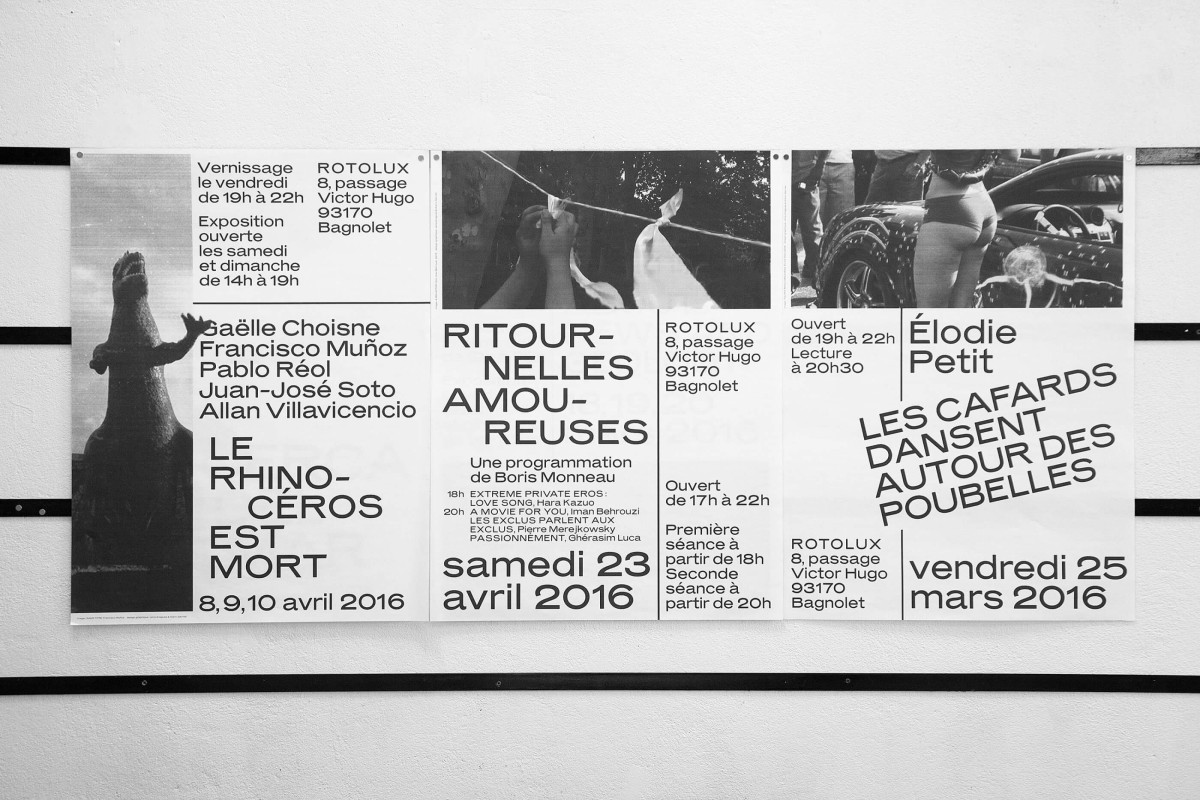 Vernissage
le vendredi
de 19h à 22h
Exposition
ouverte
les samedi
et dimanche
de 14h à 19h
ROTOLUX
8, passage
Victor Hugo
93170
Bagnolet
Gaëlle Choisne
Francisco Muñoz
Pablo Réol
Juan-José Soto
Allan Villavicencio
LE
RHINO-
CÉROS
EST
MORT
8, 9, 10 avril 2016
RITOUR-
NELLES
AMOU-
REUSES
Une programmation
de Boris Monneau
18h EXTREME PRIVATE EROS :
LOVE SONG, Hara Kazuo
20h A MOVIE FOR YOU, Iman Behrouzi
LES EXCLUS PARLENT AUX
EXCLUS, Pierre Merejkowsky
PASSIONNÉMENT, Ghérasim Luca
samedi 23
avril 2016
ROTOLUX
8, passage
Victor Hugo
93170
Bagnolet
Ouvert
de 17h à 22h
Première
séance à
partir de 18h
Seconde
séance à
partir de 20h
Ouvert
de 19h à 22h
Lecture
à 20h30
Élodie
Petit
LES CAFARDS
DANSENT
AUTOUR DES
POUBELLES
ROTOLUX
8, passage
Victor Hugo
93170
Bagnolet
vendredi 25
mars 2016